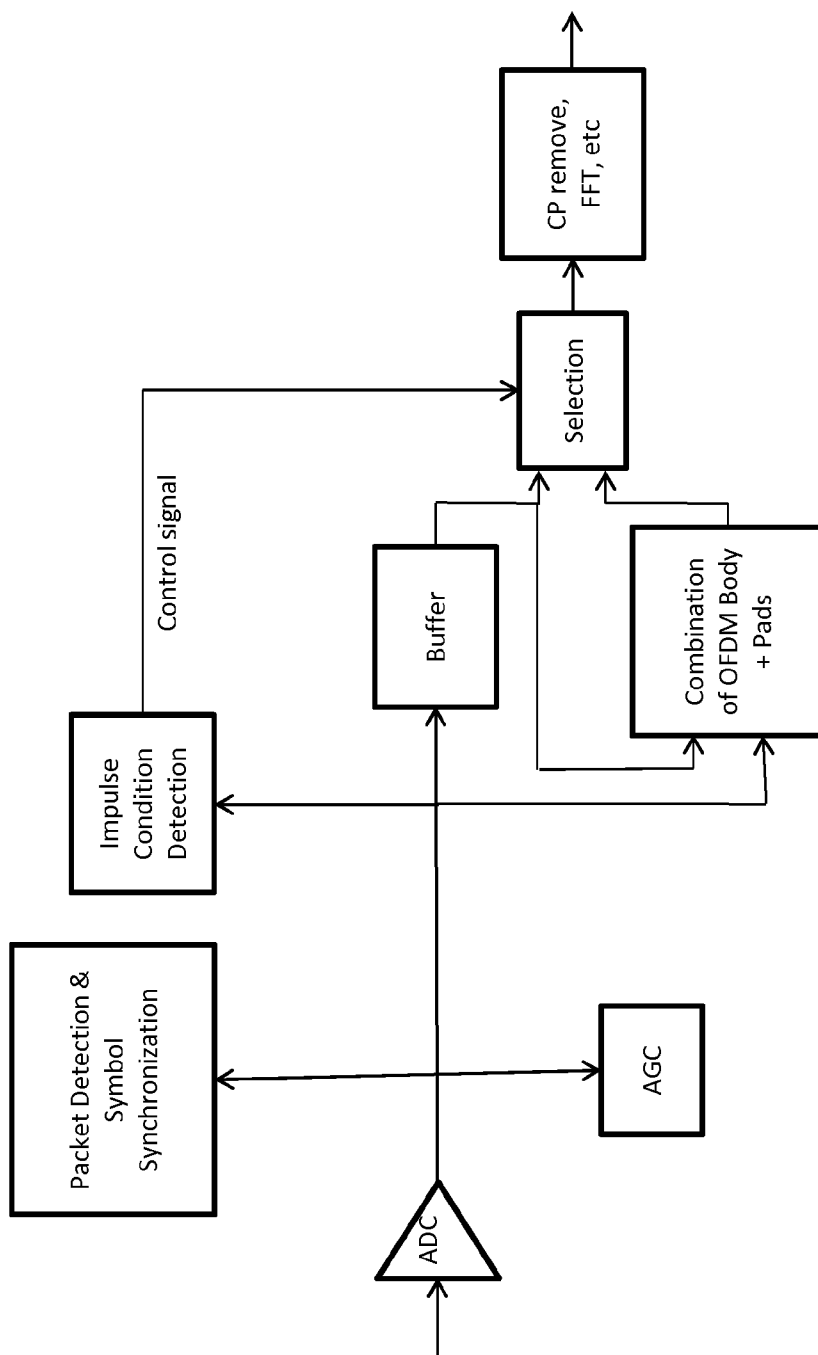 Packet Detection &
Symbol
Synchronization
Impulse
Condition
Detection
Control signal
ADC
Buffer
Selection
CP remove,
FFT, etc
AGC
Combination
of OFDM Body
+ Pads